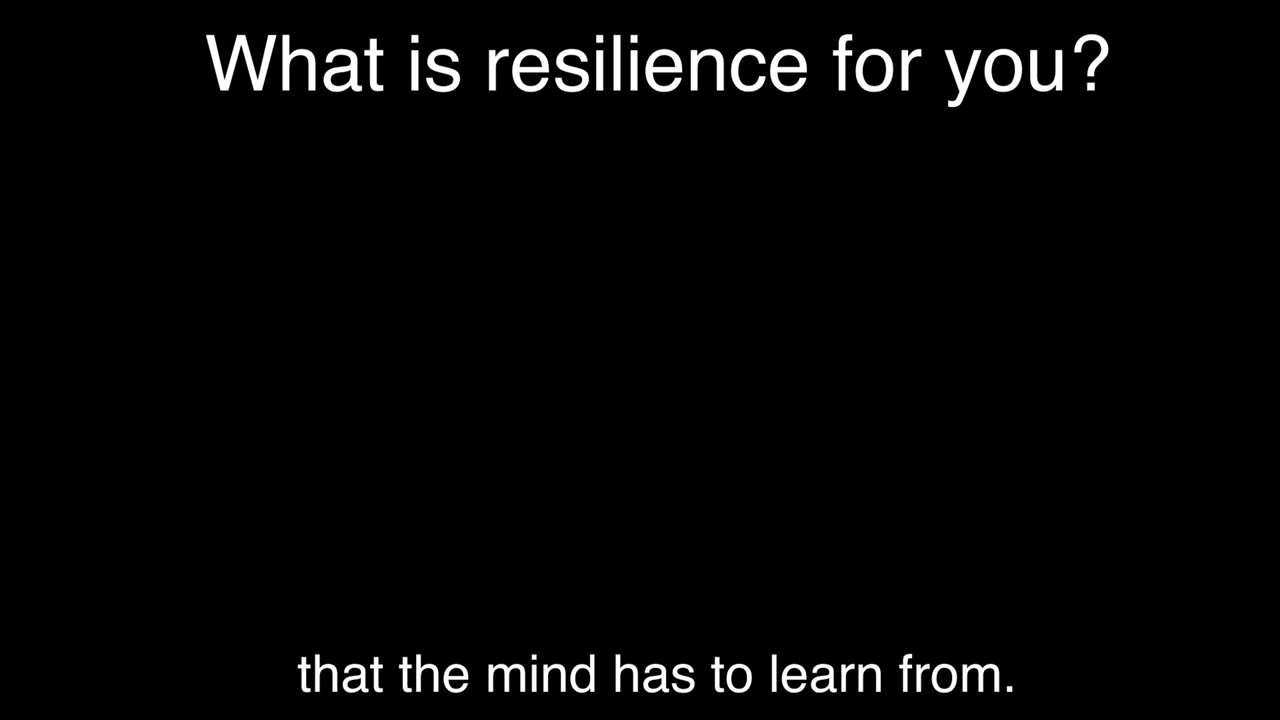 What is resilience for you?
that the mind has to learn from.